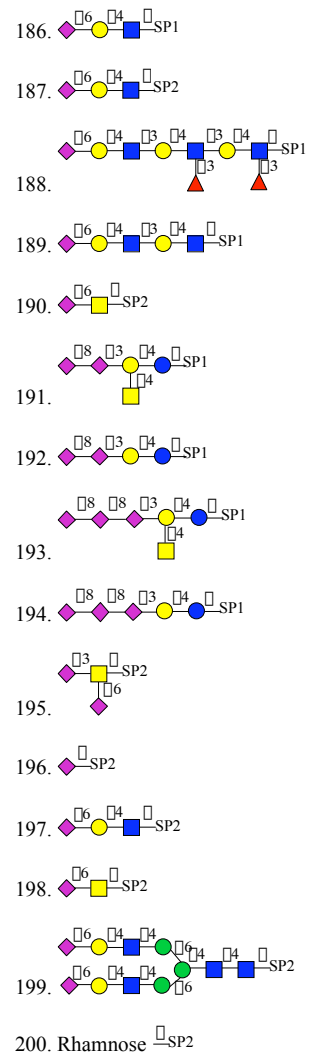 186. ▯6 ▯4 ▯ SP1
187. ▯6 ▯4 ▯ SP2
▯6 ▯4 ▯3 ▯4 ▯3 ▯4 ▯ SP1
188. ▯3 ▯3
189. ▯6 ▯4 ▯3 ▯4 ▯ SP1
190. ▯6 ▯ SP2
▯8 ▯3 ▯4 ▯ SP1
191. ▯4
192. ▯8 ▯3 ▯4 ▯ SP1
▯8 ▯8 ▯3 ▯4 ▯ SP1
193. ▯4
194. ▯8 ▯8 ▯3 ▯4 ▯ SP1
▯3 ▯ SP2
▯6
195.
196. ▯ SP2
197. ▯6 ▯4 ▯ SP2
198. ▯6 ▯ SP2
▯6 ▯4 ▯4 ▯6 ▯4 ▯4 ▯ SP2
199. ▯6 ▯4 ▯4 ▯6
200. Rhamnose ▯ SP2